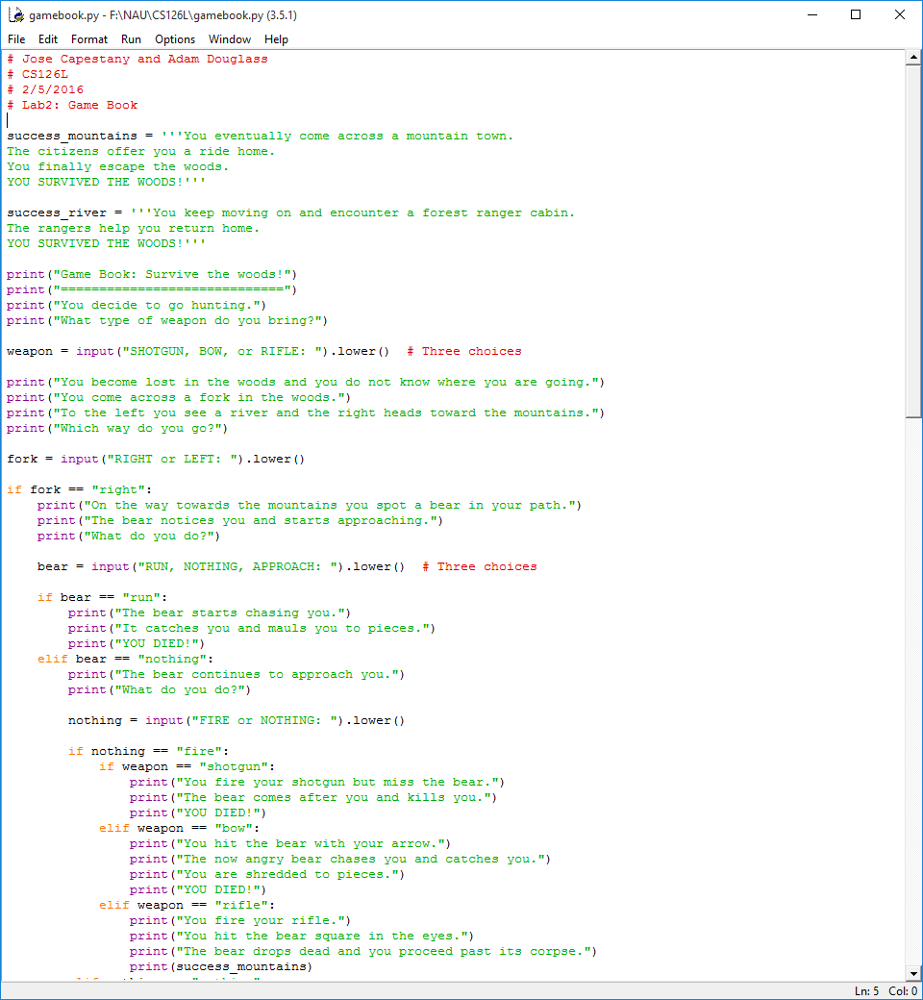 gamebook.py - F:\NAU\CS126L\gamebook.py (3.5.1)
File Edit Format Run Options Window Help
# Jose Capestany and Adam Douglass
# CS126L
# 2/5/2016
# Lab2: Game Book
success_mountains = '''You eventually come across a mountain town.
The citizens offer you a ride home.
You finally escape the woods.
YOU SURVIVED THE WOODS!'''
success_river = '''You keep moving on and encounter a forest ranger cabin.
The rangers help you return home.
YOU SURVIVED THE WOODS!'''
print("Game Book: Survive the woods!")
print("=============================")
print("You decide to go hunting.")
print("What type of weapon do you bring?")
weapon = input("SHOTGUN, BOW, or RIFLE: ").lower()  # Three choices
print("You become lost in the woods and you do not know where you are going.")
print("You come across a fork in the woods.")
print("To the left you see a river and the right heads toward the mountains.")
print("Which way do you go?")
fork = input("RIGHT or LEFT: ").lower()
if fork == "right":
    print("On the way towards the mountains you spot a bear in your path.")
    print("The bear notices you and starts approaching.")
    print("What do you do?")
    bear = input("RUN, NOTHING, APPROACH: ").lower()  # Three choices
    if bear == "run":
        print("The bear starts chasing you.")
        print("It catches you and mauls you to pieces.")
        print("YOU DIED!")
    elif bear == "nothing":
        print("The bear continues to approach you.")
        print("What do you do?")
        nothing = input("FIRE or NOTHING: ").lower()
        if nothing == "fire":
            if weapon == "shotgun":
                print("You fire your shotgun but miss the bear.")
                print("The bear comes after you and kills you.")
                print("YOU DIED!")
            elif weapon == "bow":
                print("You hit the bear with your arrow.")
                print("The now angry bear chases you and catches you.")
                print("You are shredded to pieces.")
                print("YOU DIED!")
            elif weapon == "rifle":
                print("You fire your rifle.")
                print("You hit the bear square in the eyes.")
                print("The bear drops dead and you proceed past its corpse.")
                print(success_mountains)
Ln: 5 Col: 0